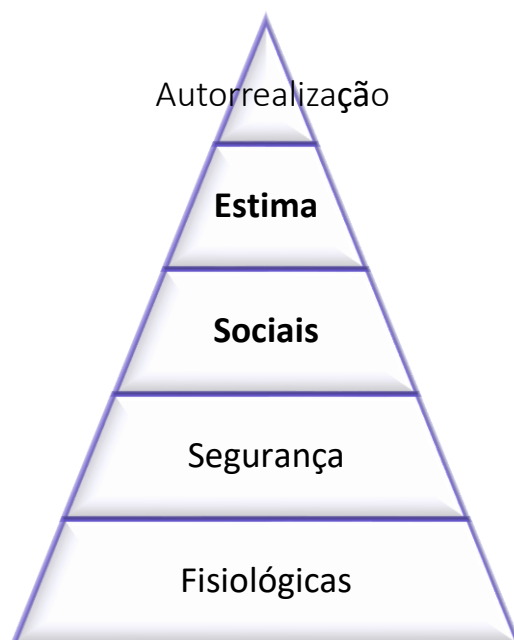 Autorrealização
Estima
Sociais
Segurança
Fisiológicas